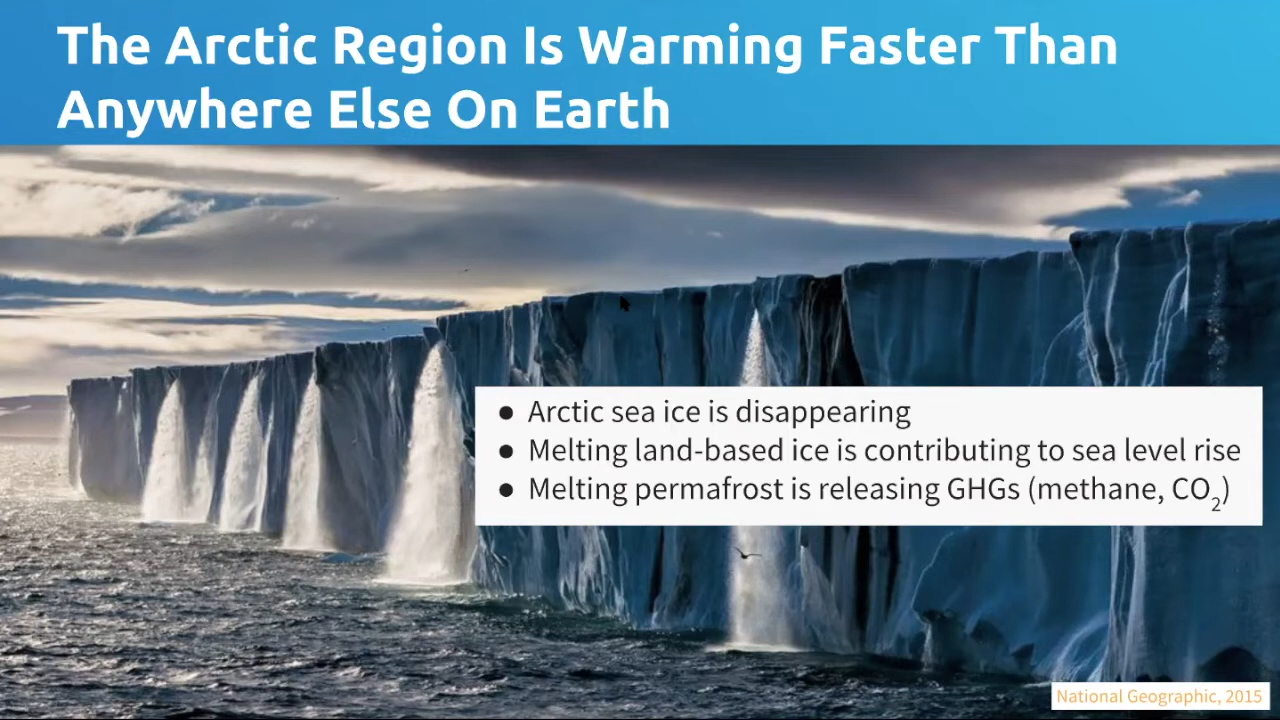 The Arctic Region Is Warming Faster Than
Anywhere Else On Earth
● Arctic sea ice is disappearing
● Melting land-based ice is contributing to sea level rise
● Melting permafrost is releasing GHGs (methane, CO₂)
National Geographic, 2015